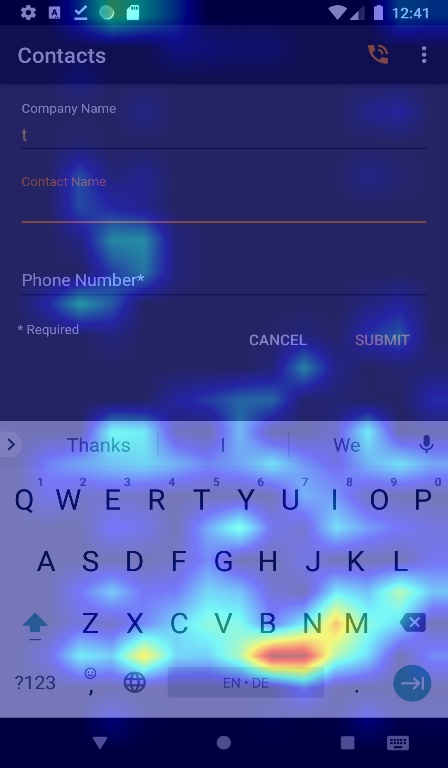 12:41
Contacts
Company Name
t
Contact Name
Phone Number*
* Required
CANCEL SUBMIT
Thanks I We
1 2 3 4 5 6 7 8 9 0
Q W E R T Y U I O P
A S D F G H J K L
Z X C V B N M
?123 , EN • DE .